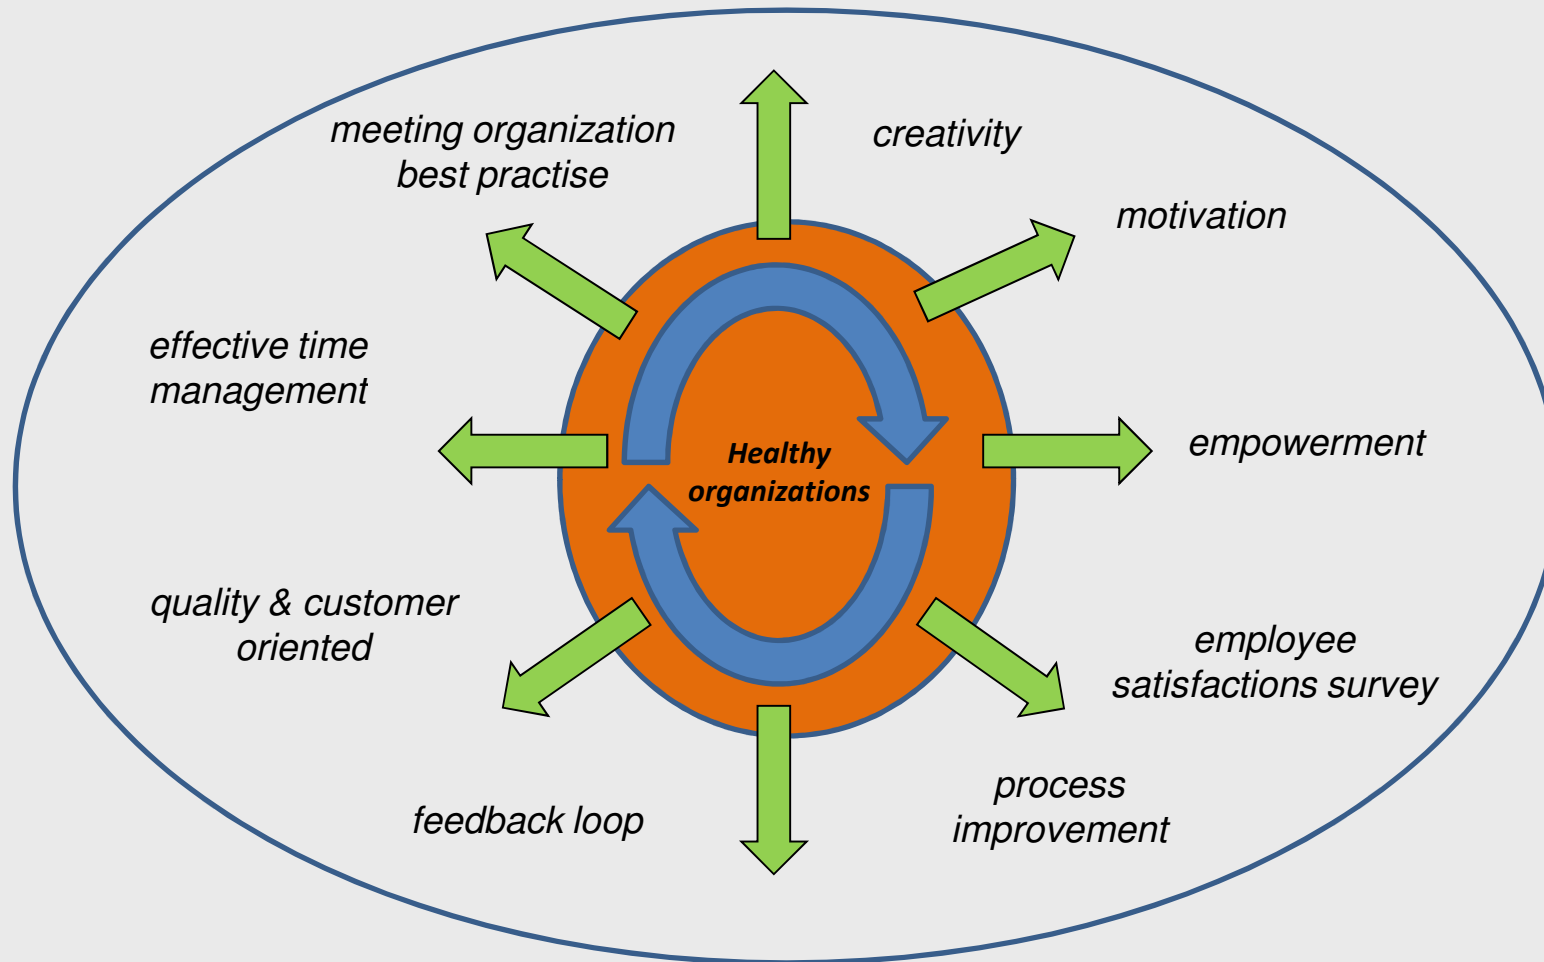 meeting organization
best practise
creativity
motivation
effective time
management
Healthy
organizations
empowerment
quality & customer
oriented
employee
satisfactions survey
feedback loop
process
improvement